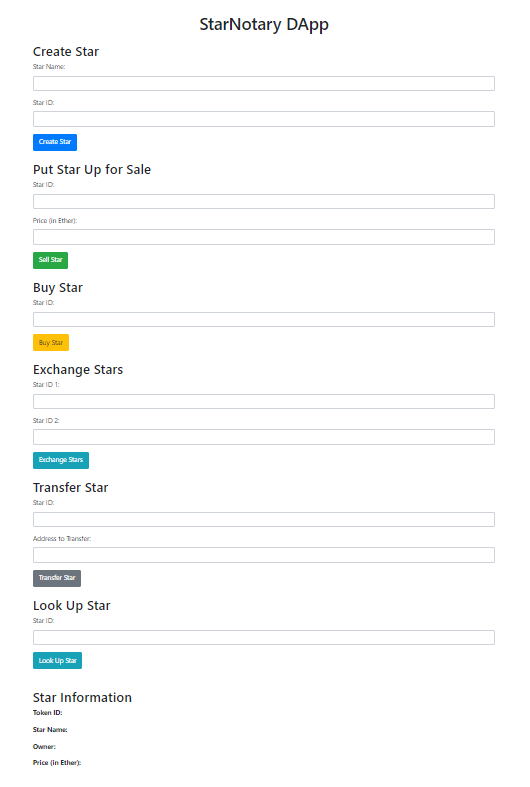 StarNotary DApp
Create Star
Star Name:
Star ID:
Create Star
Put Star Up for Sale
Star ID:
Price (in Ether):
Sell Star
Buy Star
Star ID:
Buy Star
Exchange Stars
Star ID 1:
Star ID 2:
Exchange Stars
Transfer Star
Star ID:
Address to Transfer:
Transfer Star
Look Up Star
Star ID:
Look Up Star
Star Information
Token ID:
Star Name:
Owner:
Price (in Ether):